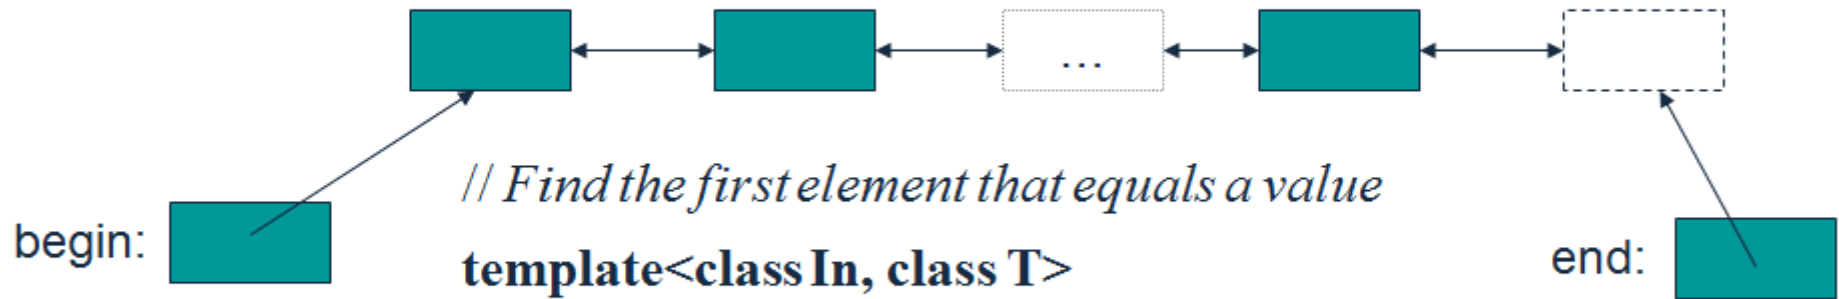 ...
// Find the first element that equals a value
begin:
end:
template<class In, class T>